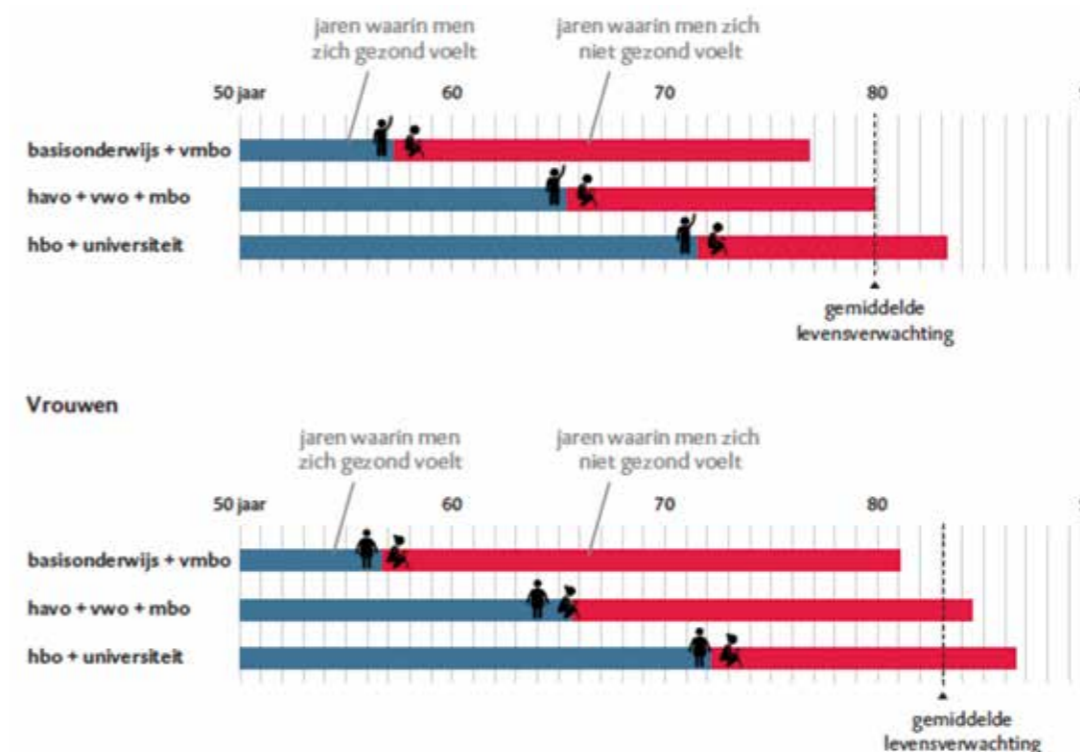 jaren waarin men
zich gezond voelt
jaren waarin men zich
niet gezond voelt
50 jaar 60 70 80
basisonderwijs + vmbo
havo + vwo + mbo
hbo + universiteit
gemiddelde
levensverwachting
Vrouwen
jaren waarin men
zich gezond voelt
jaren waarin men zich
niet gezond voelt
50 jaar 60 70 80
basisonderwijs + vmbo
havo + vwo + mbo
hbo + universiteit
gemiddelde
levensverwachting